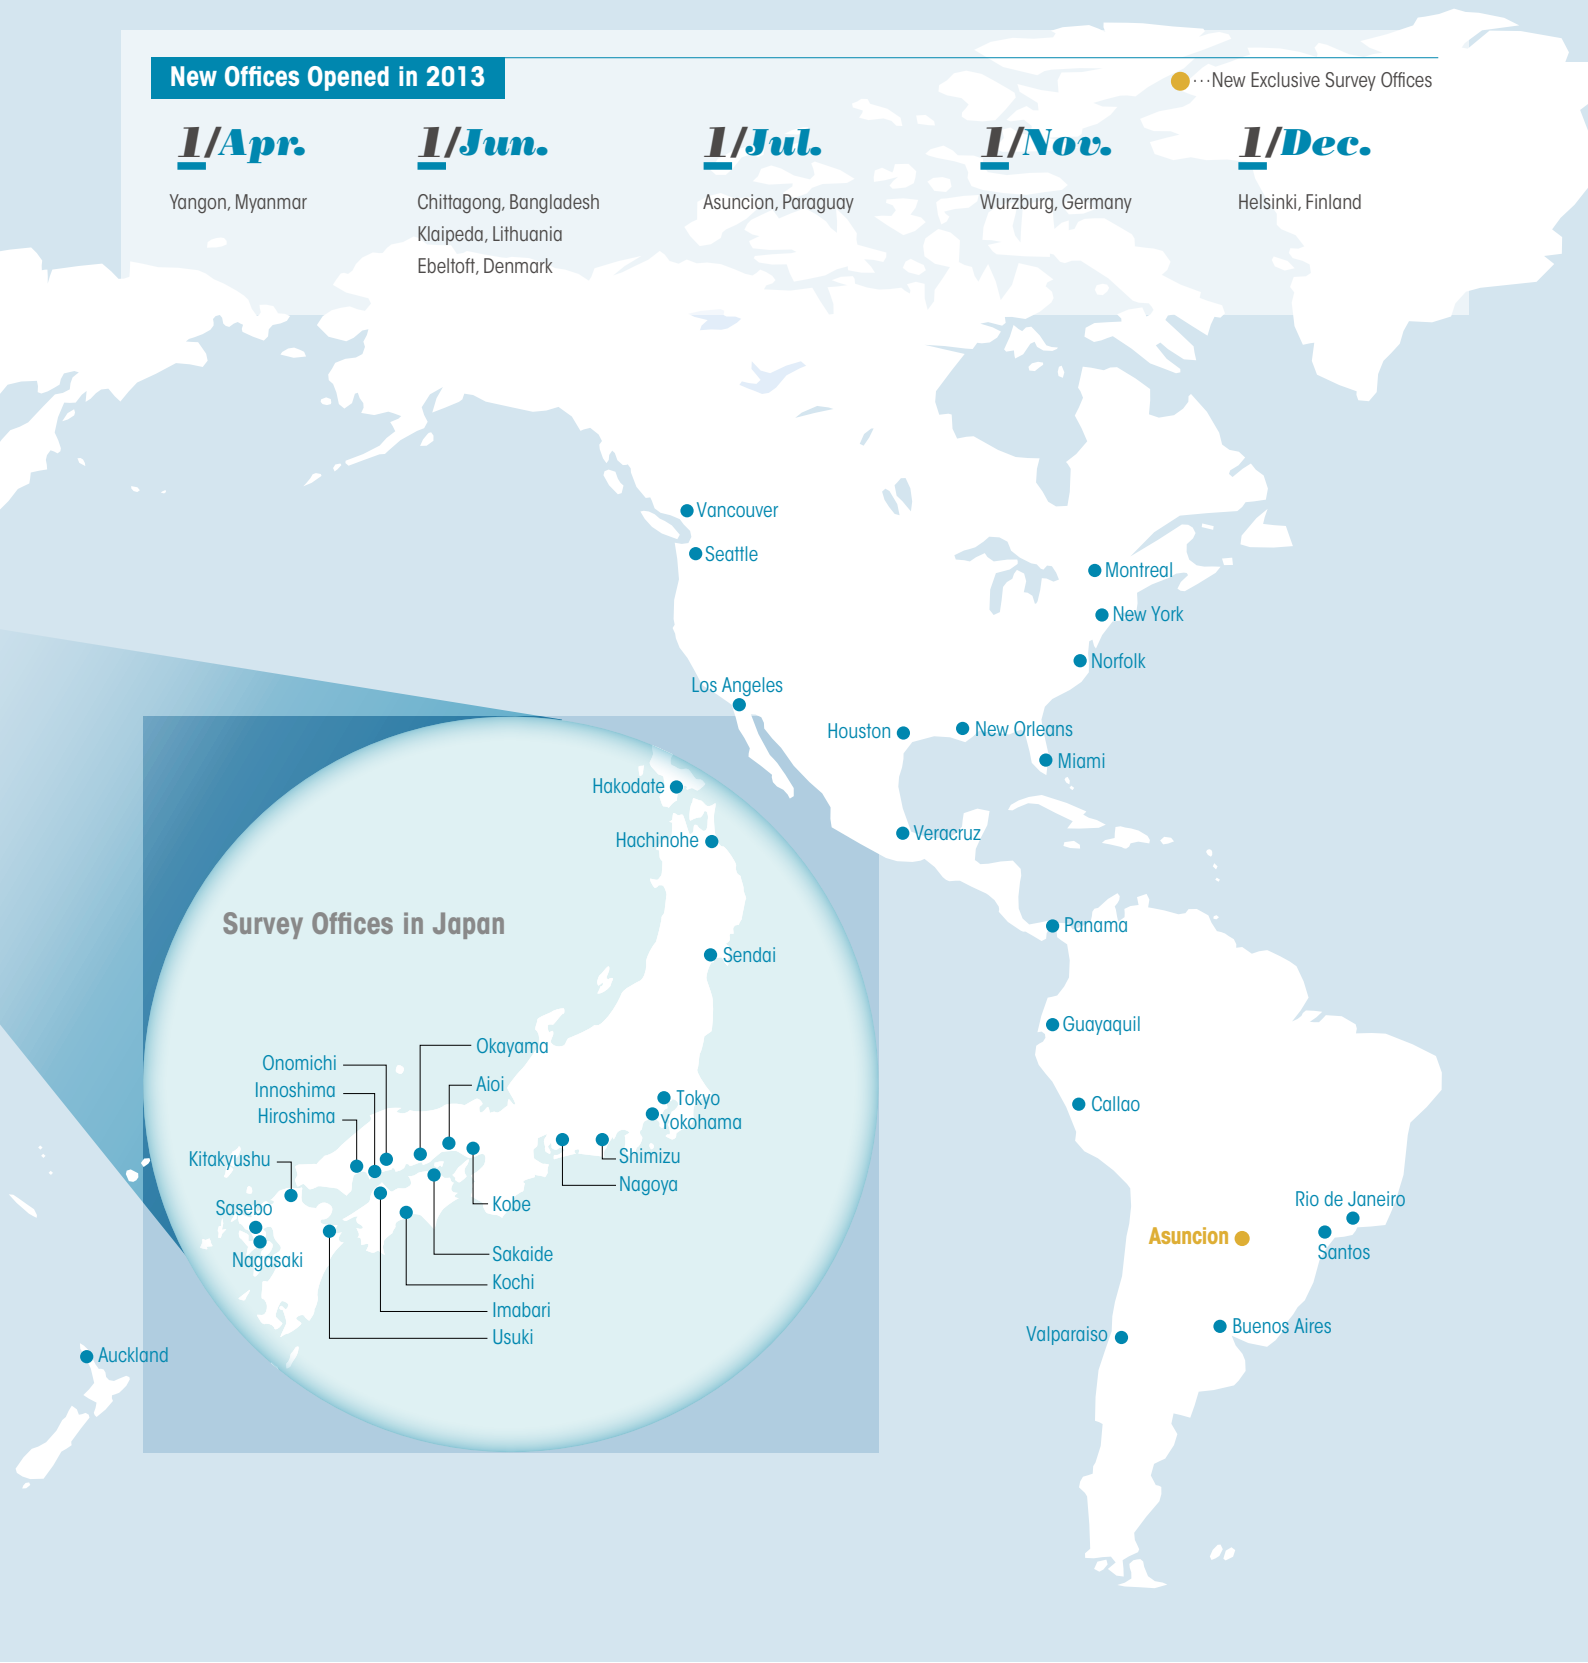 New Offices Opened in 2013
···New Exclusive Survey Offices
1/Apr.
Yangon, Myanmar
1/Jun.
Chittagong, Bangladesh
Klaipeda, Lithuania
Ebeltoft, Denmark
1/Jul.
Asuncion, Paraguay
1/Nov.
Wurzburg, Germany
1/Dec.
Helsinki, Finland
Vancouver
Seattle
Montreal
New York
Norfolk
Los Angeles
Houston
New Orleans
Miami
Veracruz
Panama
Guayaquil
Callao
Rio de Janeiro
Asuncion
Santos
Buenos Aires
Valparaiso
Auckland
Survey Offices in Japan
Hakodate
Hachinohe
Sendai
Okayama
Onomichi
Aioi
Innoshima
Hiroshima
Tokyo
Yokohama
Shimizu
Kitakyushu
Nagoya
Sasebo
Kobe
Nagasaki
Sakaide
Kochi
Imabari
Usuki